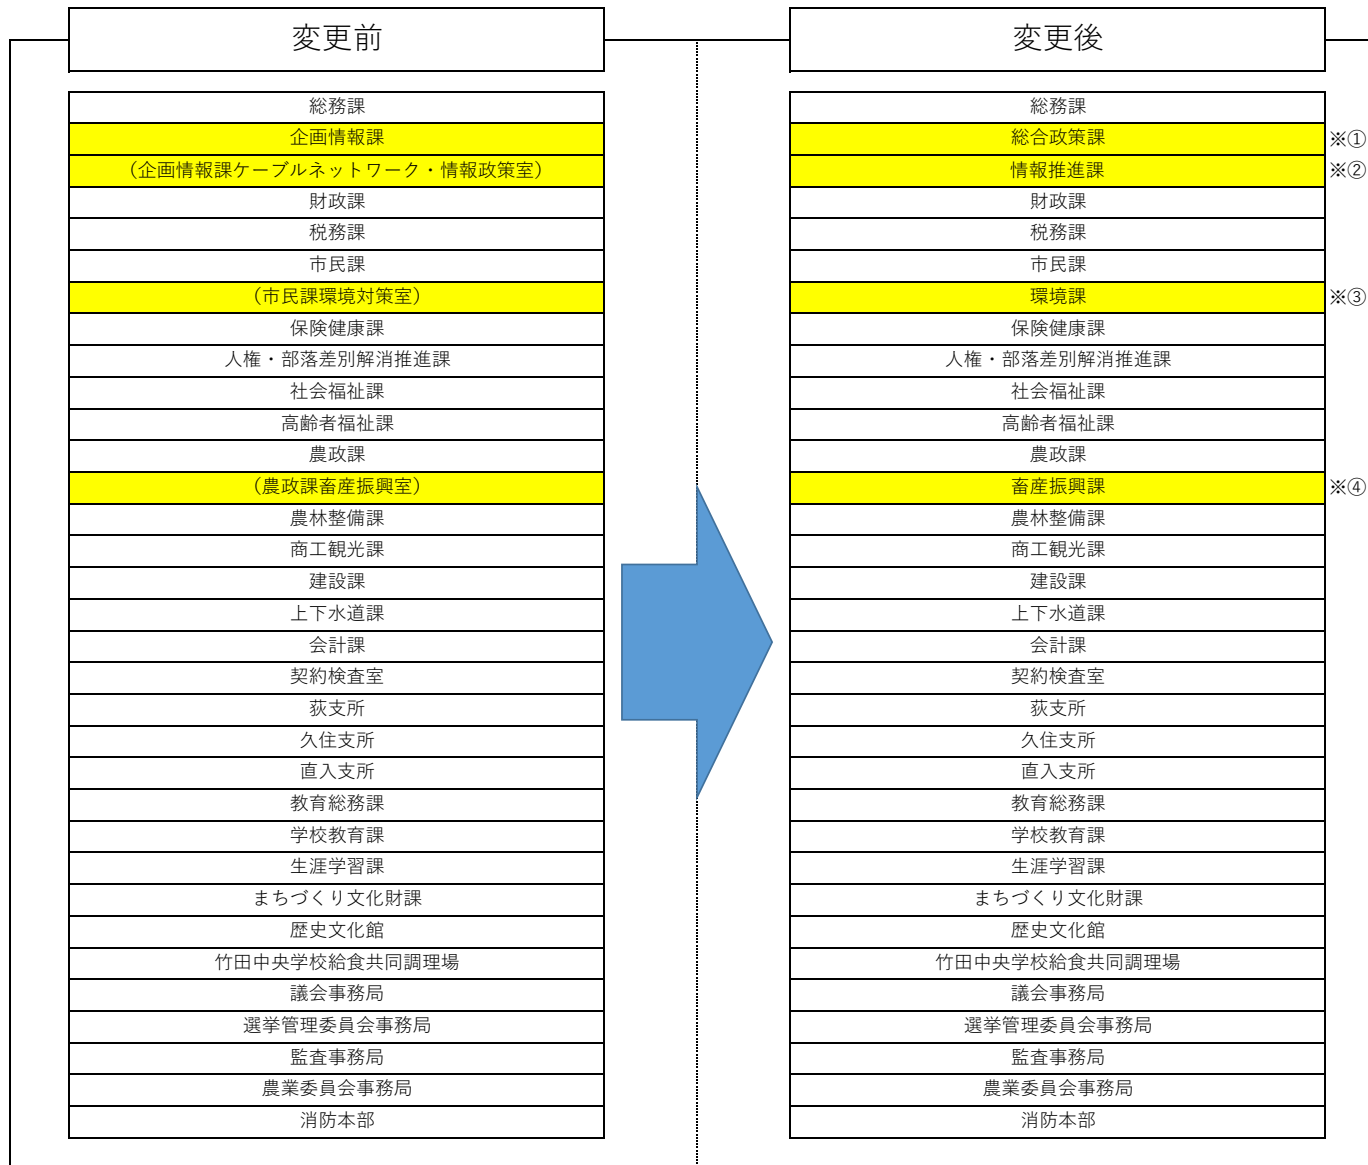 変更前
総務課
企画情報課
（企画情報課ケーブルネットワーク・情報政策室）
財政課
税務課
市民課
（市民課環境対策室）
保険健康課
人権・部落差別解消推進課
社会福祉課
高齢者福祉課
農政課
（農政課畜産振興室）
農林整備課
商工観光課
建設課
上下水道課
会計課
契約検査室
荻支所
久住支所
直入支所
教育総務課
学校教育課
生涯学習課
まちづくり文化財課
歴史文化館
竹田中央学校給食共同調理場
議会事務局
選挙管理委員会事務局
監査事務局
農業委員会事務局
消防本部
変更後
総務課
総合政策課 ※①
情報推進課 ※②
財政課
税務課
市民課
環境課 ※③
保険健康課
人権・部落差別解消推進課
社会福祉課
高齢者福祉課
農政課
畜産振興課 ※④
農林整備課
商工観光課
建設課
上下水道課
会計課
契約検査室
荻支所
久住支所
直入支所
教育総務課
学校教育課
生涯学習課
まちづくり文化財課
歴史文化館
竹田中央学校給食共同調理場
議会事務局
選挙管理委員会事務局
監査事務局
農業委員会事務局
消防本部